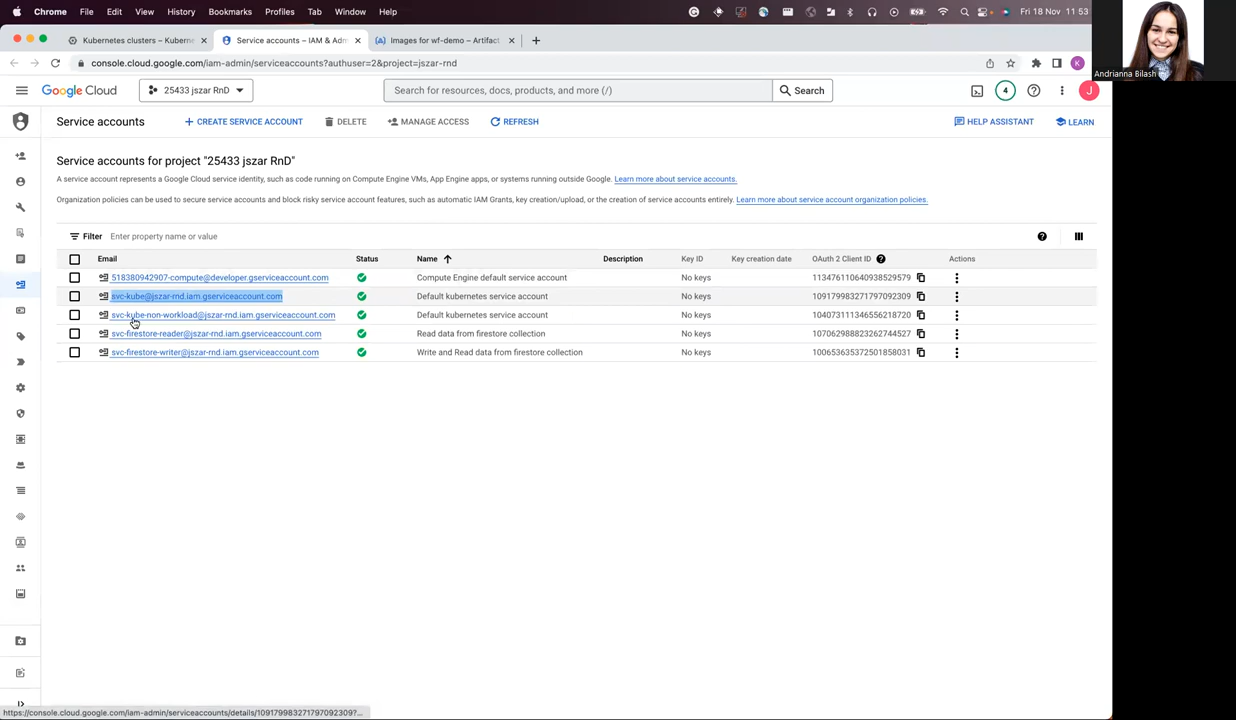 Chrome File Edit View History Bookmarks Profiles Tab Window Help Fri 18 Nov 11 53
Kubernetes clusters – Kuberne
Service accounts – IAM & Adm
Images for wf-demo – Artifact
console.cloud.google.com/iam-admin/serviceaccounts?authuser=2&project=jszar-rnd
K
Andrianna Bilash
Google Cloud
25433 jszar RnD
Search for resources, docs, products, and more (/)
Search
4
J
Service accounts
CREATE SERVICE ACCOUNT
DELETE
MANAGE ACCESS
REFRESH
HELP ASSISTANT
LEARN
Service accounts for project "25433 jszar RnD"
A service account represents a Google Cloud service identity, such as code running on Compute Engine VMs, App Engine apps, or systems running outside Google. Learn more about service accounts.
Organization policies can be used to secure service accounts and block risky service account features, such as automatic IAM Grants, key creation/upload, or the creation of service accounts entirely. Learn more about service account organization policies.
Filter Enter property name or value
Email Status Name Description Key ID Key creation date OAuth 2 Client ID Actions
518380942907-compute@developer.gserviceaccount.com Compute Engine default service account No keys 113476110640938529579
svc-kube@jszar-rnd.iam.gserviceaccount.com Default kubernetes service account No keys 109179983271797092309
svc-kube-non-workload@jszar-rnd.iam.gserviceaccount.com Default kubernetes service account No keys 104073111346556218720
svc-firestore-reader@jszar-rnd.iam.gserviceaccount.com Read data from firestore collection No keys 107062988823262744527
svc-firestore-writer@jszar-rnd.iam.gserviceaccount.com Write and Read data from firestore collection No keys 100653635372501858031
https://console.cloud.google.com/iam-admin/serviceaccounts/details/109179983271797092309?...